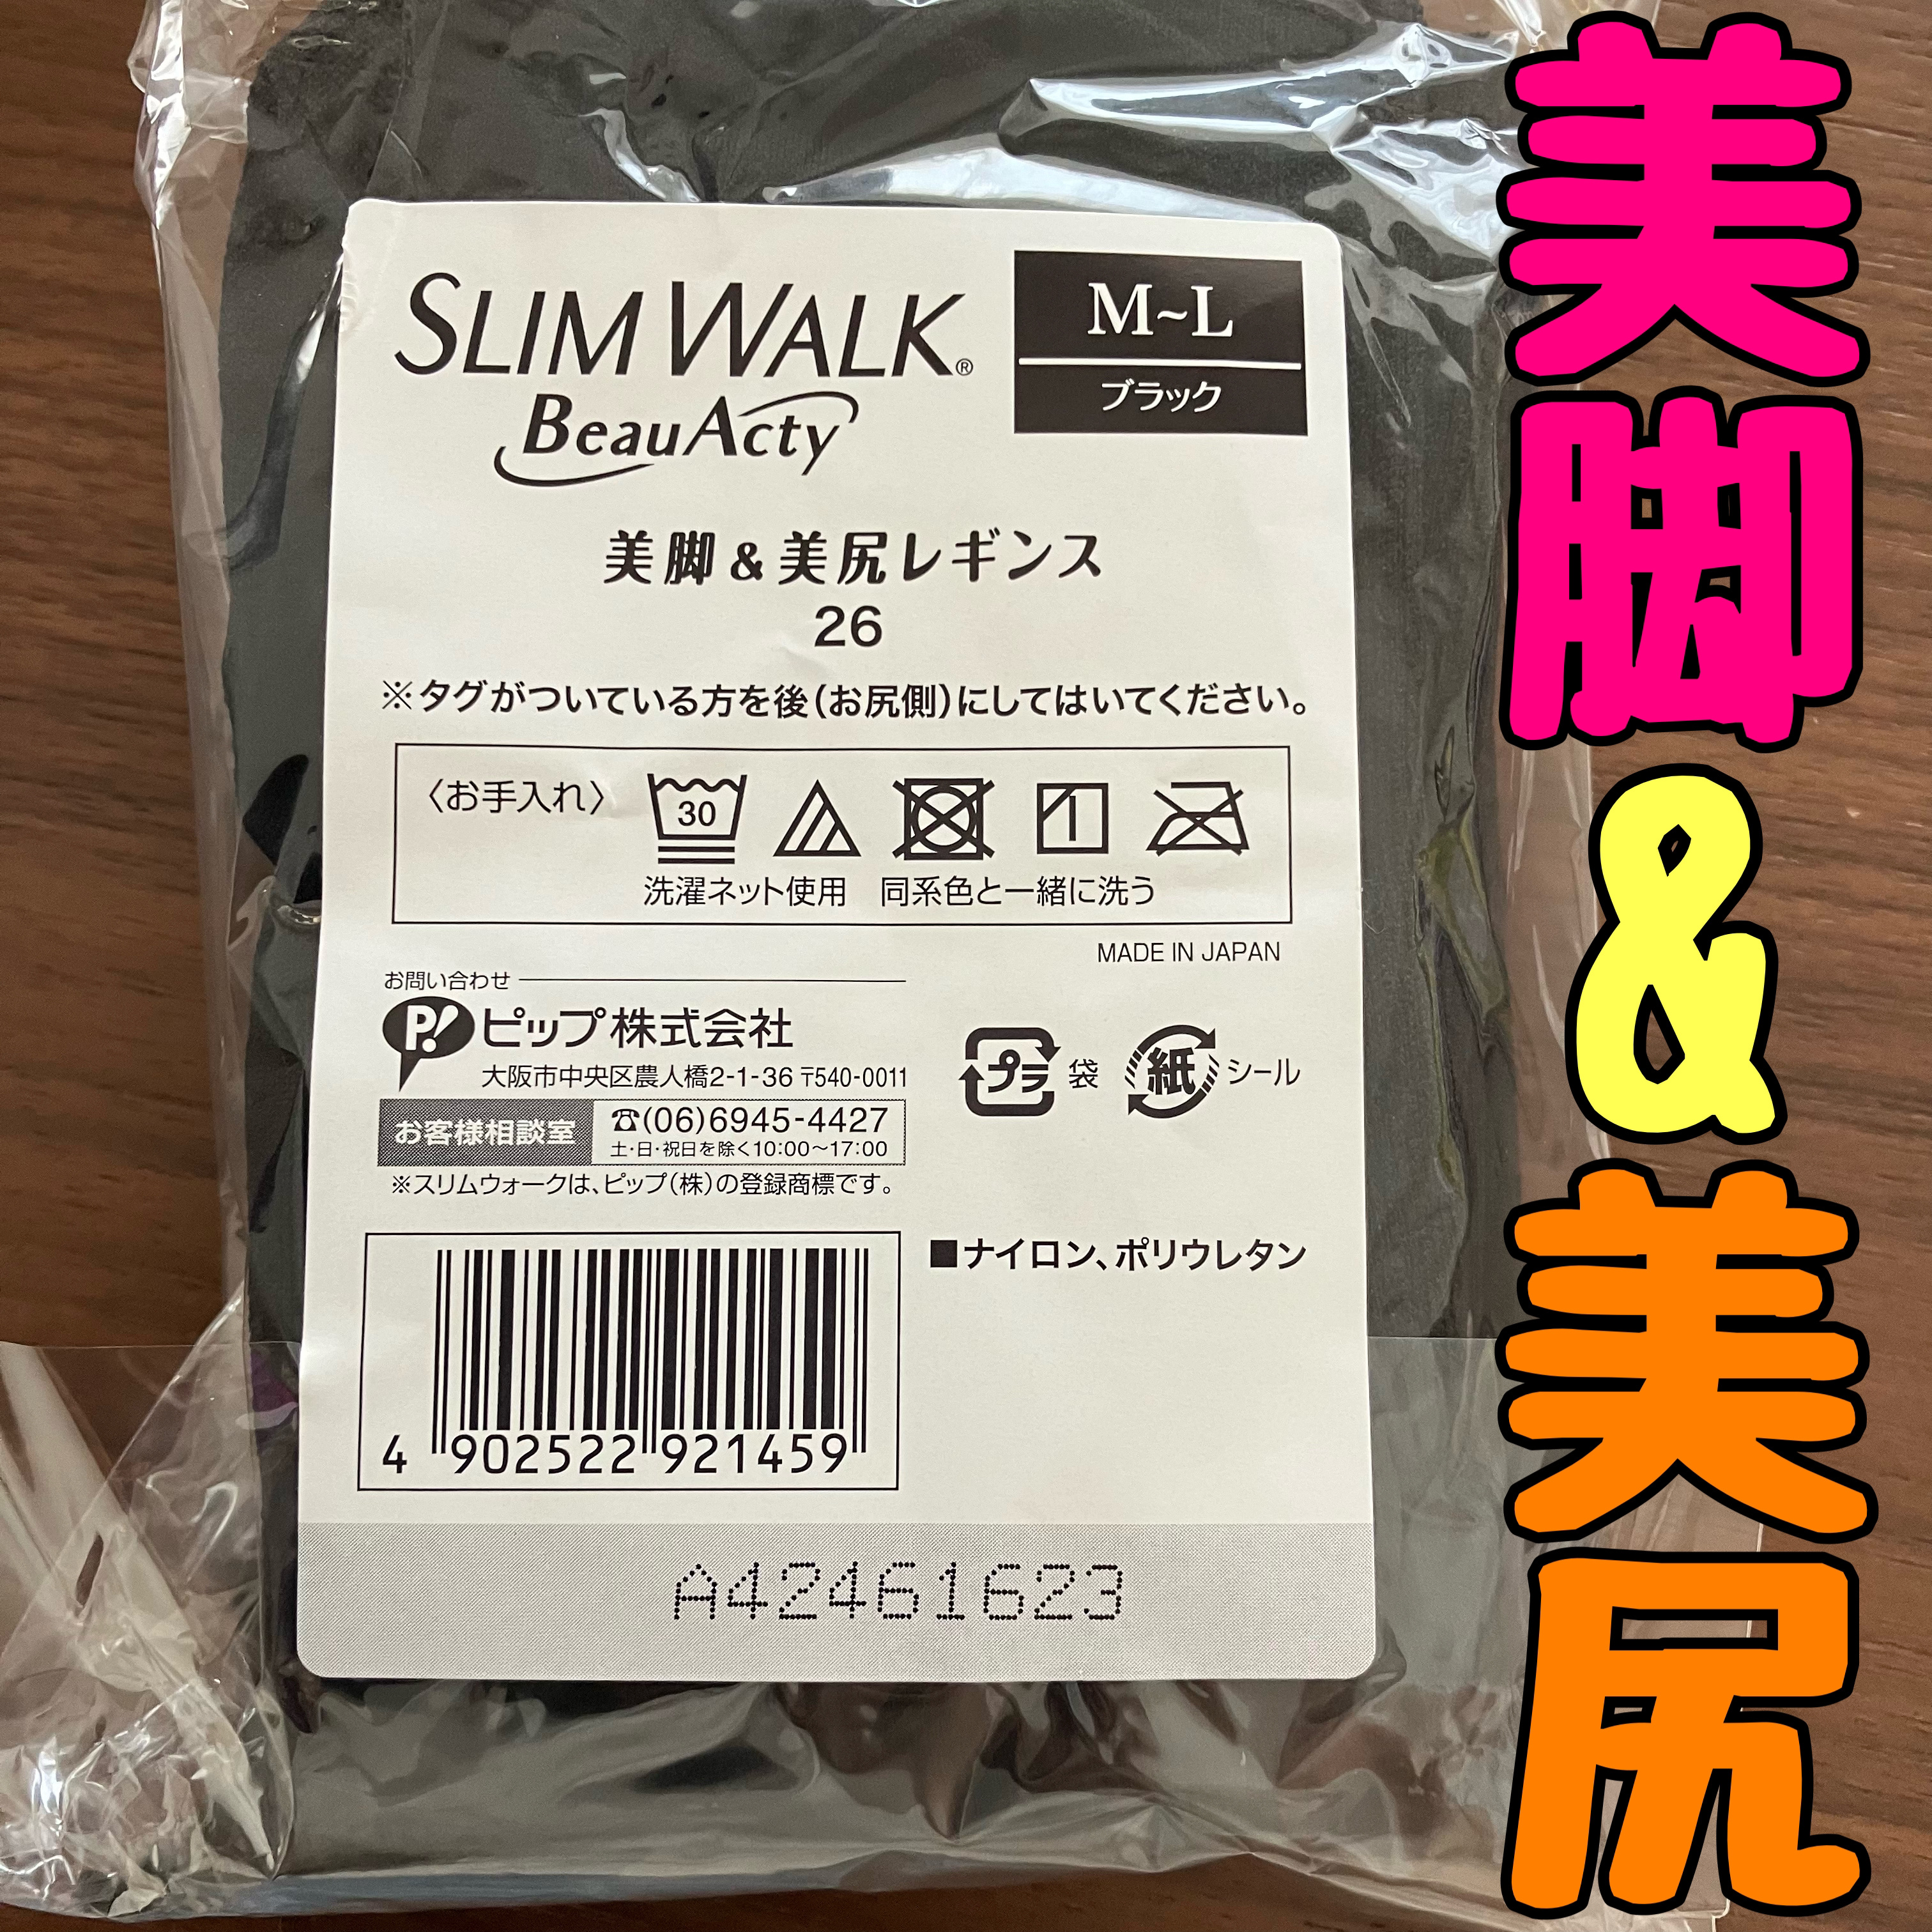 SLIM WALK®
BeauActy
M~L
ブラック
美脚&美尻レギンス
26
※タグがついている方を後(お尻側)にしてはいてください。
〈お手入れ〉
30
洗濯ネット使用 同系色と一緒に洗う
MADE IN JAPAN
お問い合わせ
P! ピップ株式会社
大阪市中央区農人橋2-1-36 〒540-0011
お客様相談室
☎(06)6945-4427
土・日・祝日を除く10:00〜17:00
※スリムウォークは、ピップ(株)の登録商標です。
プラ 袋
紙 シール
■ナイロン、ポリウレタン
4 902522 921459
A42461623
美脚&美尻